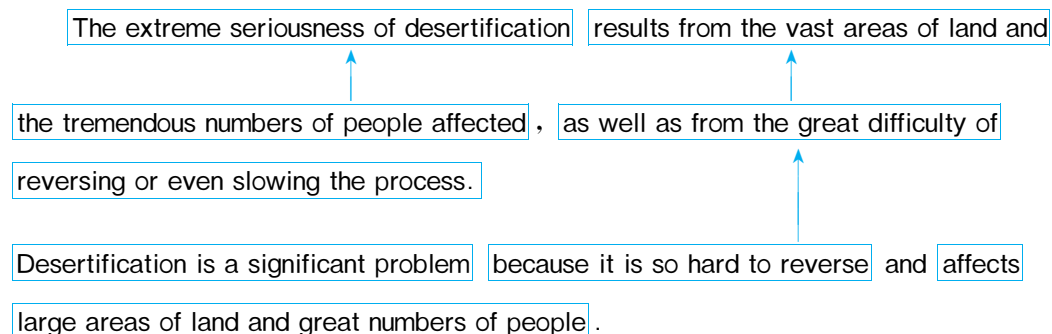 The extreme seriousness of desertification results from the vast areas of land and
the tremendous numbers of people affected, as well as from the great difficulty of
reversing or even slowing the process.
Desertification is a significant problem because it is so hard to reverse and affects
large areas of land and great numbers of people.